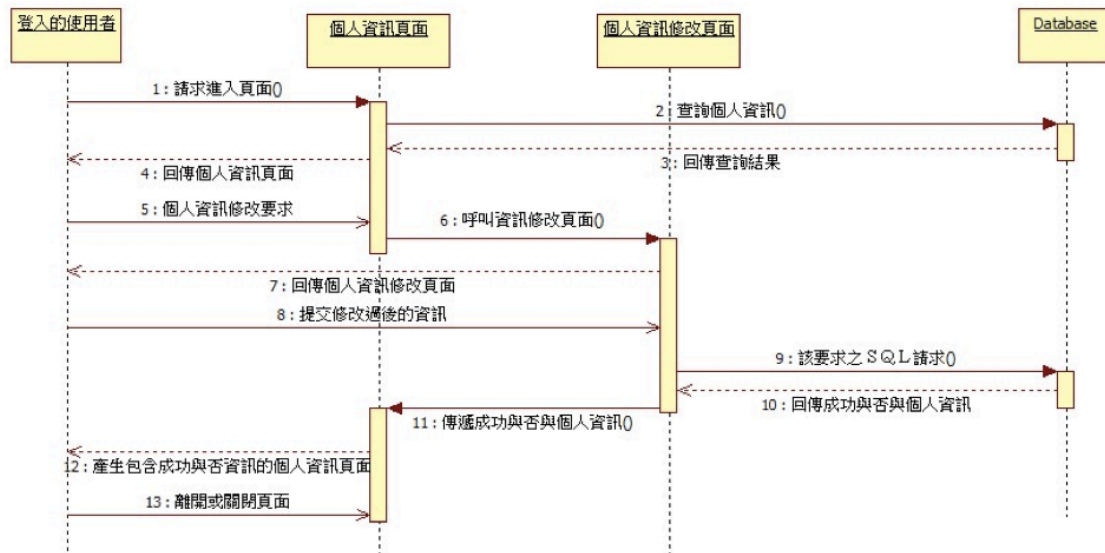 登入的使用者
個人資訊頁面
個人資訊修改頁面
Database
1 : 請求進入頁面()
2 : 查詢個人資訊()
3 : 回傳查詢結果
4 : 回傳個人資訊頁面
5 : 個人資訊修改要求
6 : 呼叫資訊修改頁面()
7 : 回傳個人資訊修改頁面
8 : 提交修改過後的資訊
9 : 該要求之ＳＱＬ請求()
10 : 回傳成功與否與個人資訊
11 : 傳遞成功與否與個人資訊()
12 : 產生包含成功與否資訊的個人資訊頁面
13 : 離開或關閉頁面